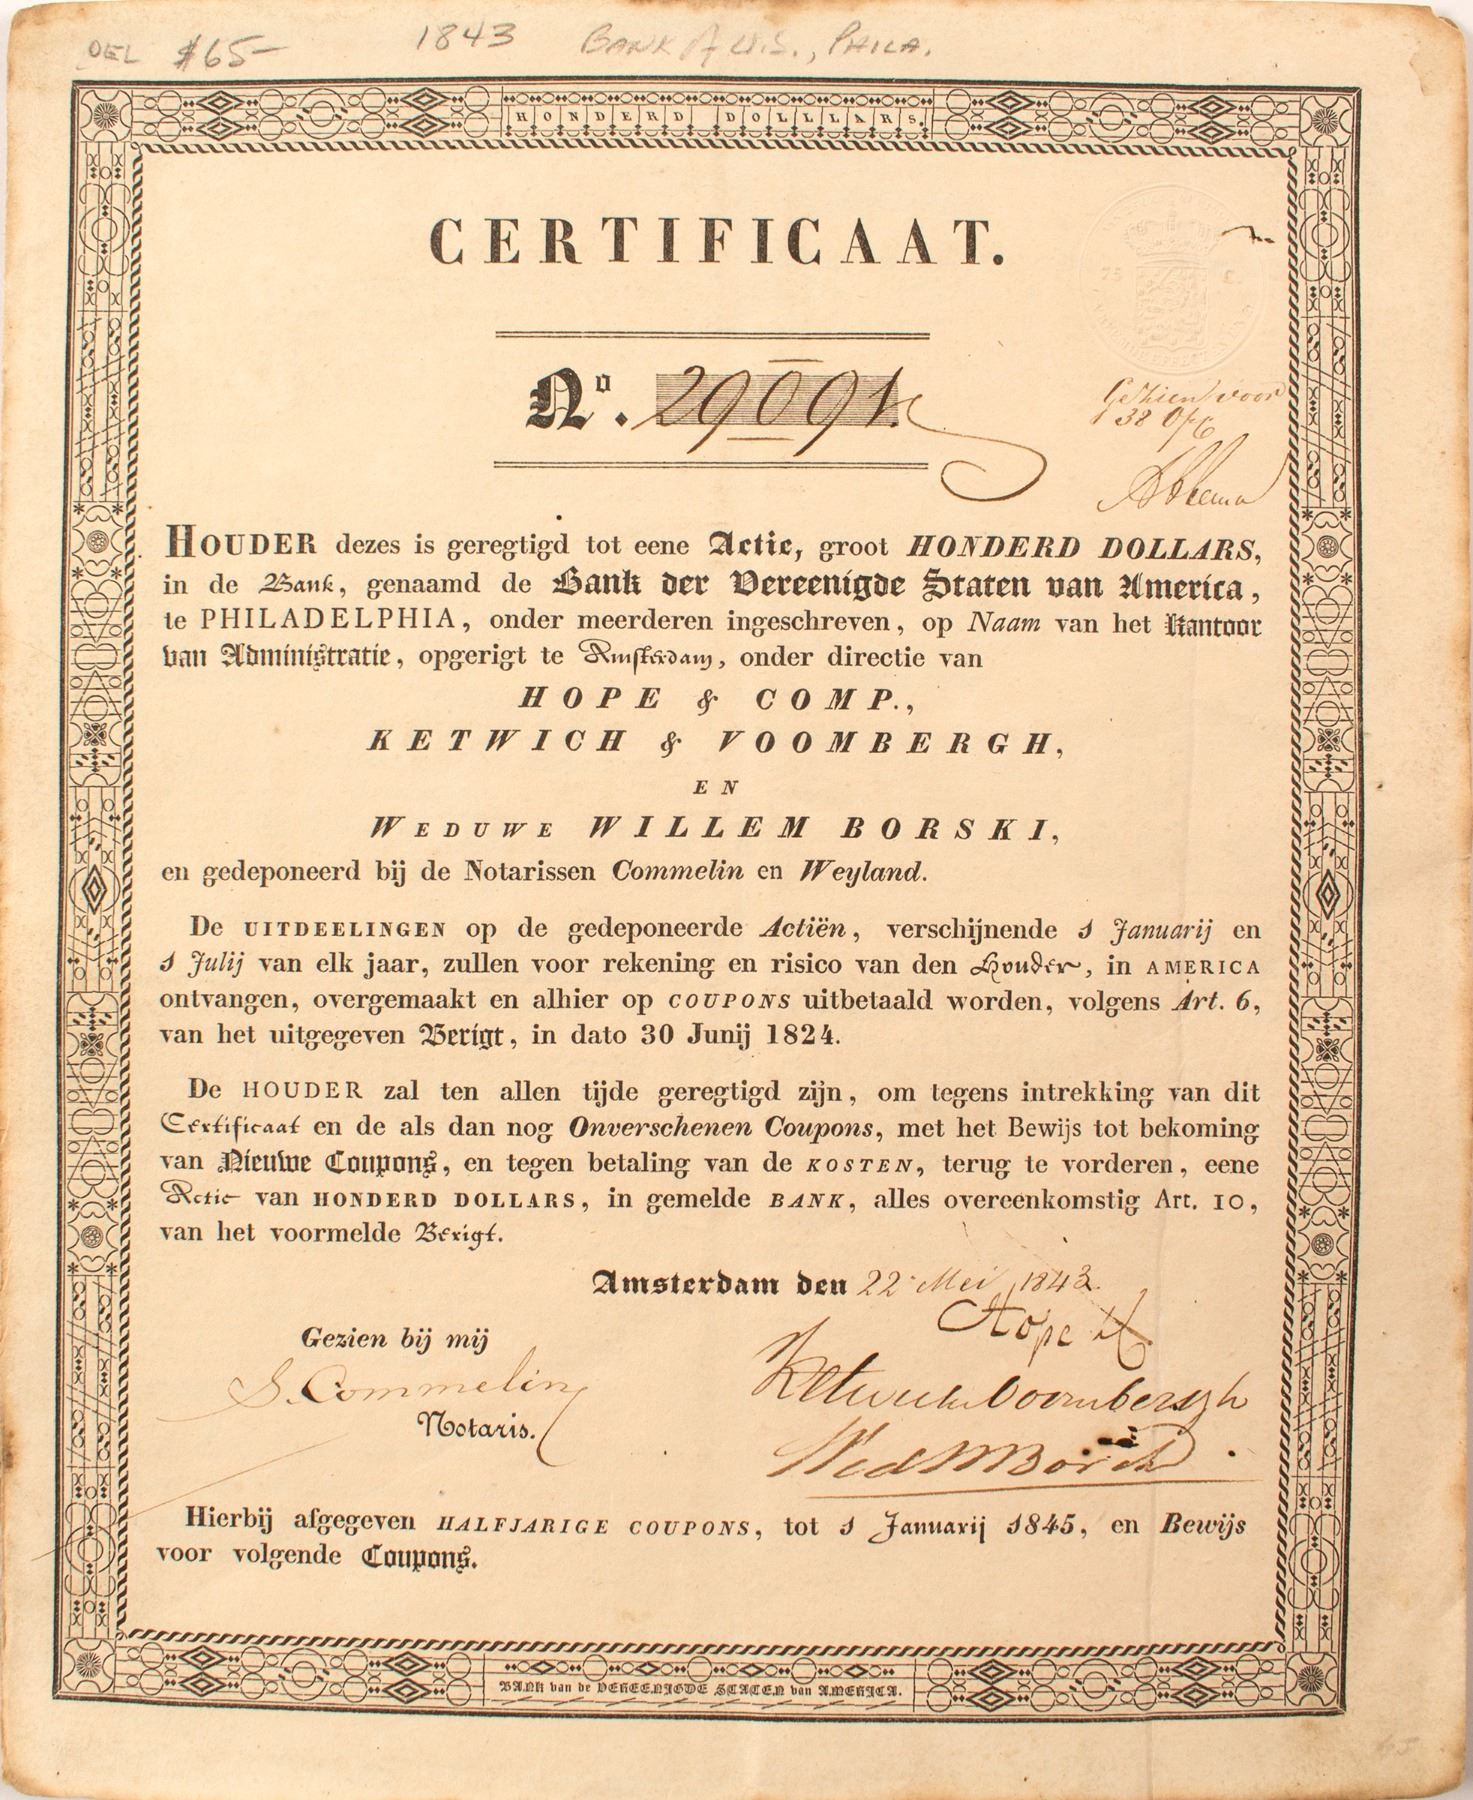 DEL $65- 1843 BANK of U.S., PHILA.
HONDERD DOLLLARS.
CERTIFICAAT.
75 C.
No. 29091.
Gezien voor
HOUDER dezes is geregtigd tot eene Actie, groot HONDERD DOLLARS,
in de Bank, genaamd de Bank der Vereenigde Staten van America,
te PHILADELPHIA, onder meerderen ingeschreven, op Naam van het Kantoor
van Administratie, opgerigt te Amsterdam, onder directie van
HOPE & COMP.,
KETWICH & VOOMBERGH,
EN
WEDUWE WILLEM BORSKI,
en gedeponeerd bij de Notarissen Commelin en Weyland.
De UITDEELINGEN op de gedeponeerde Actiën, verschijnende 1 Januarij en
1 Julij van elk jaar, zullen voor rekening en risico van den Houder, in AMERICA
ontvangen, overgemaakt en alhier op COUPONS uitbetaald worden, volgens Art. 6,
van het uitgegeven Berigt, in dato 30 Junij 1824.
De HOUDER zal ten allen tijde geregtigd zijn, om tegens intrekking van dit
Certificaat en de als dan nog Onverschenen Coupons, met het Bewijs tot bekoming
van Nieuwe Coupons, en tegen betaling van de KOSTEN, terug te vorderen, eene
Actie van HONDERD DOLLARS, in gemelde BANK, alles overeenkomstig Art. 10,
van het voormelde Berigt.
Amsterdam den 22 Mei 1843.
Hope & C
Gezien bij mij
Ketwich & Voombergh
S. Commelin
Notaris.
Wed W Borski
Hierbij afgegeven HALFJARIGE COUPONS, tot 1 Januarij 1845, en Bewijs
voor volgende Coupons.
BANK van de VEREENIGDE STATEN van AMERICA.